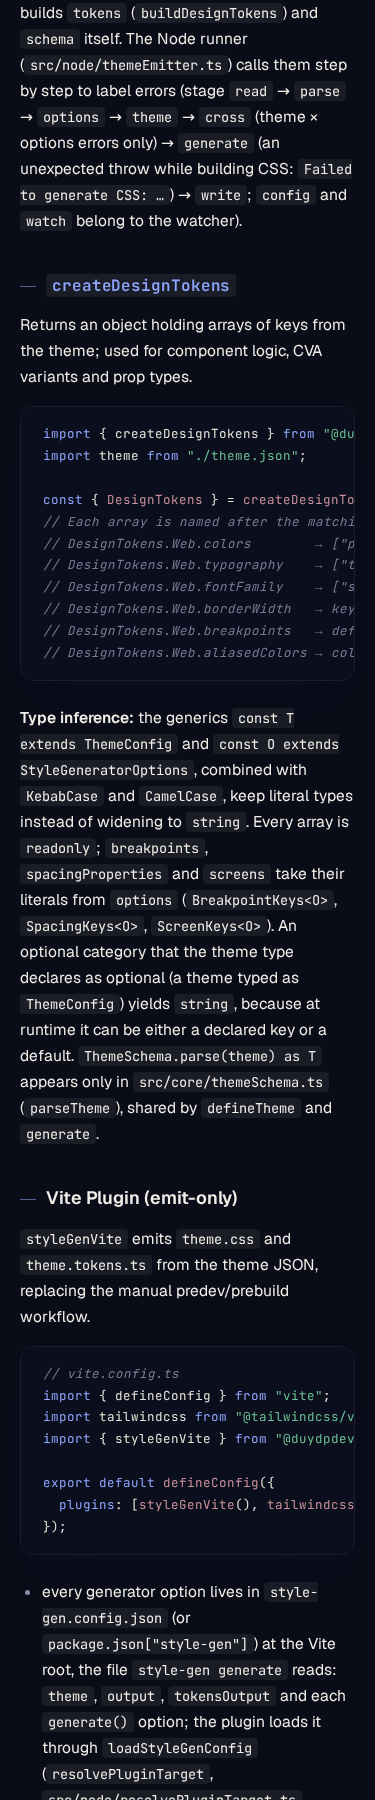 builds tokens ( buildDesignTokens ) and
schema itself. The Node runner
( src/node/themeEmitter.ts ) calls them step
by step to label errors (stage read → parse
→ options → theme → cross (theme ×
options errors only) → generate (an
unexpected throw while building CSS: Failed
to generate CSS: … ) → write ; config and
watch belong to the watcher).
— createDesignTokens
Returns an object holding arrays of keys from
the theme; used for component logic, CVA
variants and prop types.
import { createDesignTokens } from "@du
import theme from "./theme.json";
const { DesignTokens } = createDesignTo
// Each array is named after the matchi
// DesignTokens.Web.colors → ["p
// DesignTokens.Web.typography → ["t
// DesignTokens.Web.fontFamily → ["s
// DesignTokens.Web.borderWidth → key
// DesignTokens.Web.breakpoints → def
// DesignTokens.Web.aliasedColors → col
Type inference: the generics const T
extends ThemeConfig and const O extends
StyleGeneratorOptions , combined with
KebabCase and CamelCase , keep literal types
instead of widening to string . Every array is
readonly ; breakpoints ,
spacingProperties and screens take their
literals from options ( BreakpointKeys<O> ,
SpacingKeys<O> , ScreenKeys<O> ). An
optional category that the theme type
declares as optional (a theme typed as
ThemeConfig ) yields string , because at
runtime it can be either a declared key or a
default. ThemeSchema.parse(theme) as T
appears only in src/core/themeSchema.ts
( parseTheme ), shared by defineTheme and
generate .
— Vite Plugin (emit-only)
styleGenVite emits theme.css and
theme.tokens.ts from the theme JSON,
replacing the manual predev/prebuild
workflow.
// vite.config.ts
import { defineConfig } from "vite";
import tailwindcss from "@tailwindcss/v
import { styleGenVite } from "@duydpdev
export default defineConfig({
plugins: [styleGenVite(), tailwindcss
});
• every generator option lives in style-
gen.config.json (or
package.json["style-gen"] ) at the Vite
root, the file style-gen generate reads:
theme , output , tokensOutput and each
generate() option; the plugin loads it
through loadStyleGenConfig
( resolvePluginTarget ,
src/node/resolvePluginTarget.ts